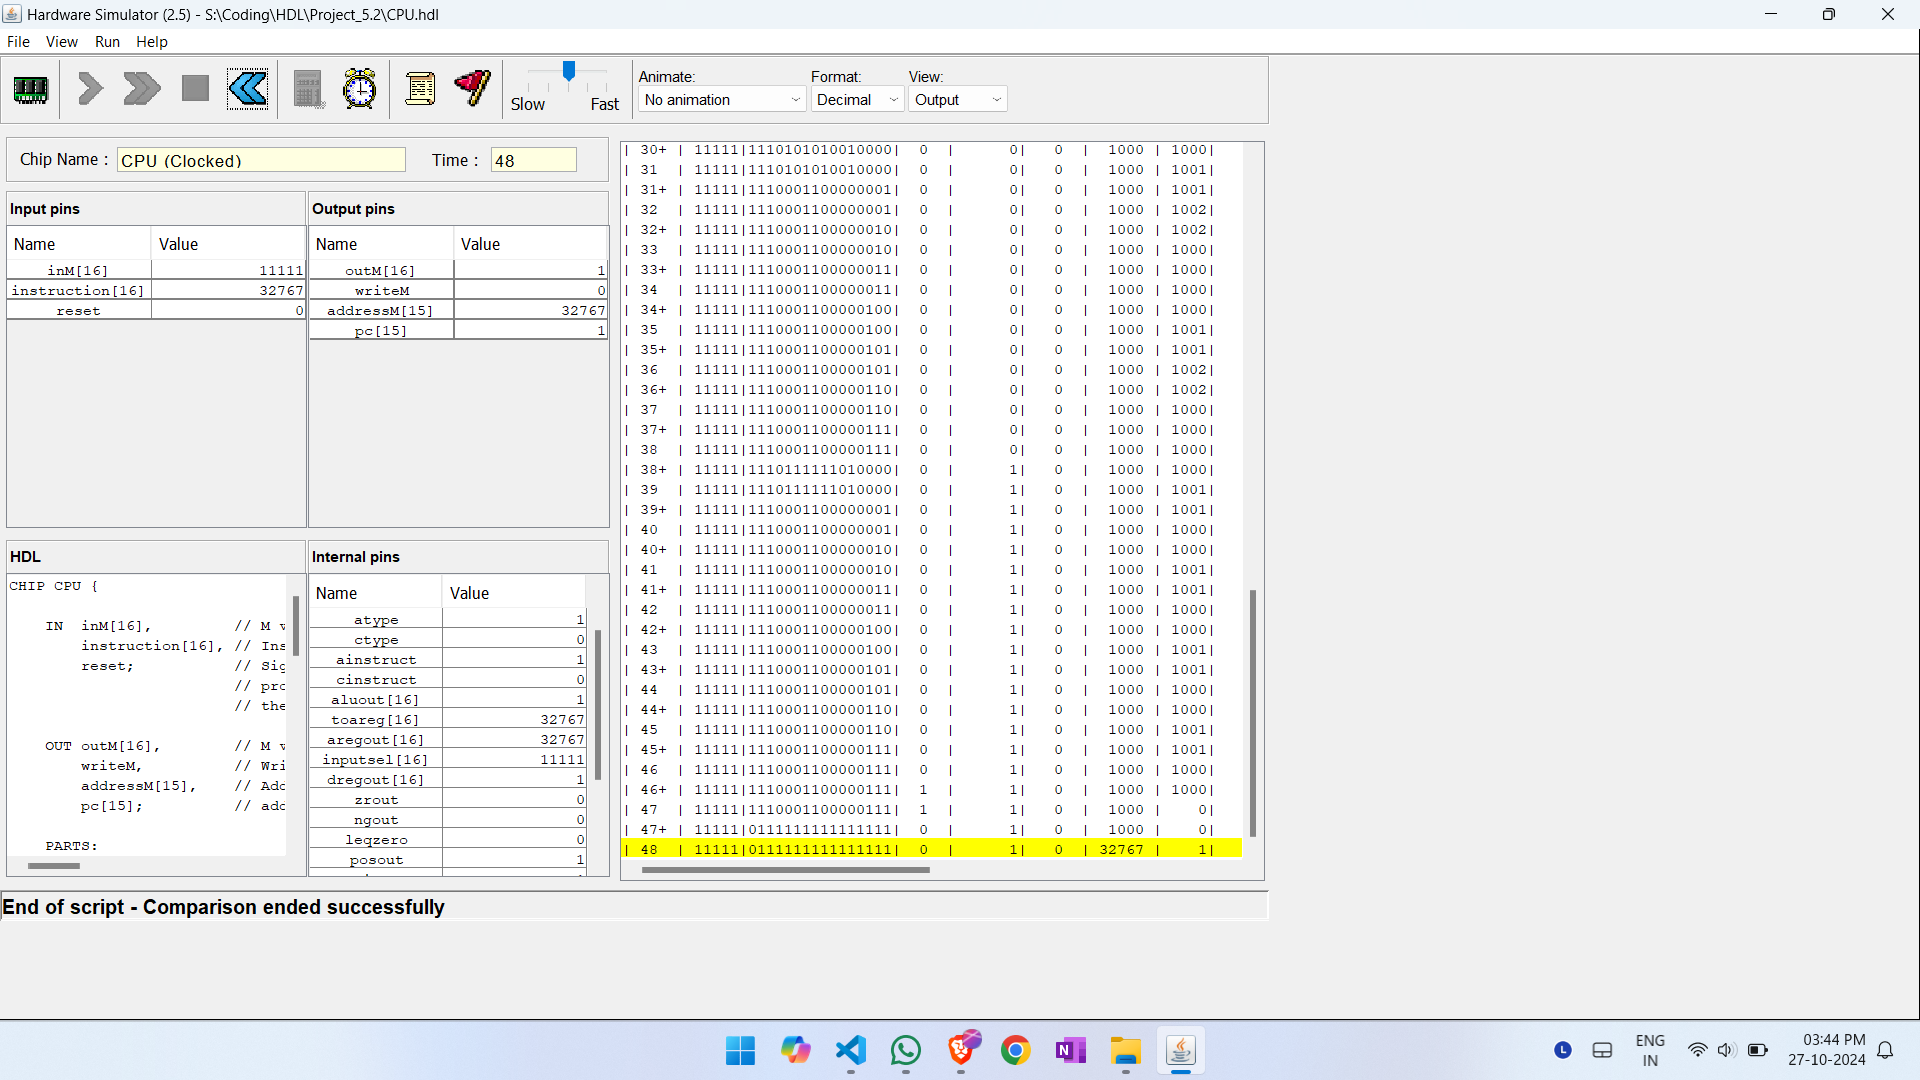 Hardware Simulator (2.5) - S:\Coding\HDL\Project_5.2\CPU.hdl
File View Run Help
Slow Fast
Animate: Format: View:
No animation Decimal Output
Chip Name : CPU (Clocked) Time : 48
Input pins
Name Value
inM[16] 11111
instruction[16] 32767
reset 0
Output pins
Name Value
outM[16] 1
writeM 0
addressM[15] 32767
pc[15] 1
HDL
CHIP CPU {
IN inM[16], // M v
instruction[16], // Ins
reset; // Sig
// pro
// the
OUT outM[16], // M v
writeM, // Wri
addressM[15], // Add
pc[15]; // add
PARTS:
Internal pins
Name Value
atype 1
ctype 0
ainstruct 1
cinstruct 0
aluout[16] 1
toareg[16] 32767
aregout[16] 32767
inputsel[16] 11111
dregout[16] 1
zrout 0
ngout 0
leqzero 0
posout 1
| 30+ | 11111|1110101010010000| 0 | 0| 0 | 1000 | 1000|
| 31 | 11111|1110101010010000| 0 | 0| 0 | 1000 | 1001|
| 31+ | 11111|1110001100000001| 0 | 0| 0 | 1000 | 1001|
| 32 | 11111|1110001100000001| 0 | 0| 0 | 1000 | 1002|
| 32+ | 11111|1110001100000010| 0 | 0| 0 | 1000 | 1002|
| 33 | 11111|1110001100000010| 0 | 0| 0 | 1000 | 1000|
| 33+ | 11111|1110001100000011| 0 | 0| 0 | 1000 | 1000|
| 34 | 11111|1110001100000011| 0 | 0| 0 | 1000 | 1000|
| 34+ | 11111|1110001100000100| 0 | 0| 0 | 1000 | 1000|
| 35 | 11111|1110001100000100| 0 | 0| 0 | 1000 | 1001|
| 35+ | 11111|1110001100000101| 0 | 0| 0 | 1000 | 1001|
| 36 | 11111|1110001100000101| 0 | 0| 0 | 1000 | 1002|
| 36+ | 11111|1110001100000110| 0 | 0| 0 | 1000 | 1002|
| 37 | 11111|1110001100000110| 0 | 0| 0 | 1000 | 1000|
| 37+ | 11111|1110001100000111| 0 | 0| 0 | 1000 | 1000|
| 38 | 11111|1110001100000111| 0 | 0| 0 | 1000 | 1000|
| 38+ | 11111|1110111111010000| 0 | 1| 0 | 1000 | 1000|
| 39 | 11111|1110111111010000| 0 | 1| 0 | 1000 | 1001|
| 39+ | 11111|1110001100000001| 0 | 1| 0 | 1000 | 1001|
| 40 | 11111|1110001100000001| 0 | 1| 0 | 1000 | 1000|
| 40+ | 11111|1110001100000010| 0 | 1| 0 | 1000 | 1000|
| 41 | 11111|1110001100000010| 0 | 1| 0 | 1000 | 1001|
| 41+ | 11111|1110001100000011| 0 | 1| 0 | 1000 | 1001|
| 42 | 11111|1110001100000011| 0 | 1| 0 | 1000 | 1000|
| 42+ | 11111|1110001100000100| 0 | 1| 0 | 1000 | 1000|
| 43 | 11111|1110001100000100| 0 | 1| 0 | 1000 | 1001|
| 43+ | 11111|1110001100000101| 0 | 1| 0 | 1000 | 1001|
| 44 | 11111|1110001100000101| 0 | 1| 0 | 1000 | 1000|
| 44+ | 11111|1110001100000110| 0 | 1| 0 | 1000 | 1000|
| 45 | 11111|1110001100000110| 0 | 1| 0 | 1000 | 1001|
| 45+ | 11111|1110001100000111| 0 | 1| 0 | 1000 | 1001|
| 46 | 11111|1110001100000111| 0 | 1| 0 | 1000 | 1000|
| 46+ | 11111|1110001100000111| 1 | 1| 0 | 1000 | 1000|
| 47 | 11111|1110001100000111| 1 | 1| 0 | 1000 | 0|
| 47+ | 11111|0111111111111111| 0 | 1| 0 | 1000 | 0|
| 48 | 11111|0111111111111111| 0 | 1| 0 | 32767 | 1|
End of script - Comparison ended successfully
L
ENG
IN
03:44 PM
27-10-2024